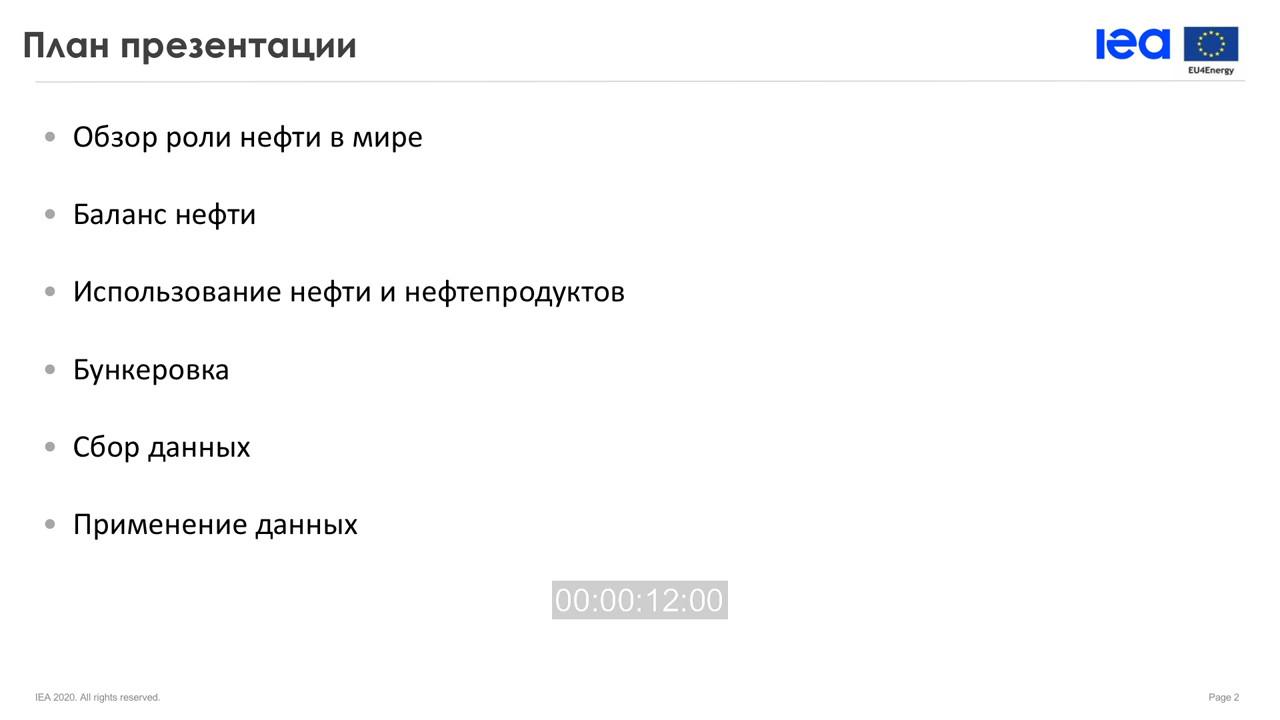 План презентации
iea
EU4Energy
• Обзор роли нефти в мире
• Баланс нефти
• Использование нефти и нефтепродуктов
• Бункеровка
• Сбор данных
• Применение данных
00:00:12:00
IEA 2020. All rights reserved.
Page 2